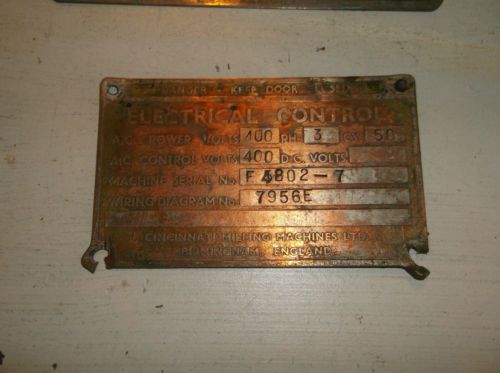 DANGER - KEEP DOOR
ELECTRICAL CONTROL
A.C. POWER VOLTS 400 PH. 3 CY. 50
A.C. CONTROL VOLTS 400 D.C. VOLTS
MACHINE SERIAL No. F4802-7
WIRING DIAGRAM No. 7956E
CINCINNATI MILLING MACHINES LTD.
BIRMINGHAM, ENGLAND.